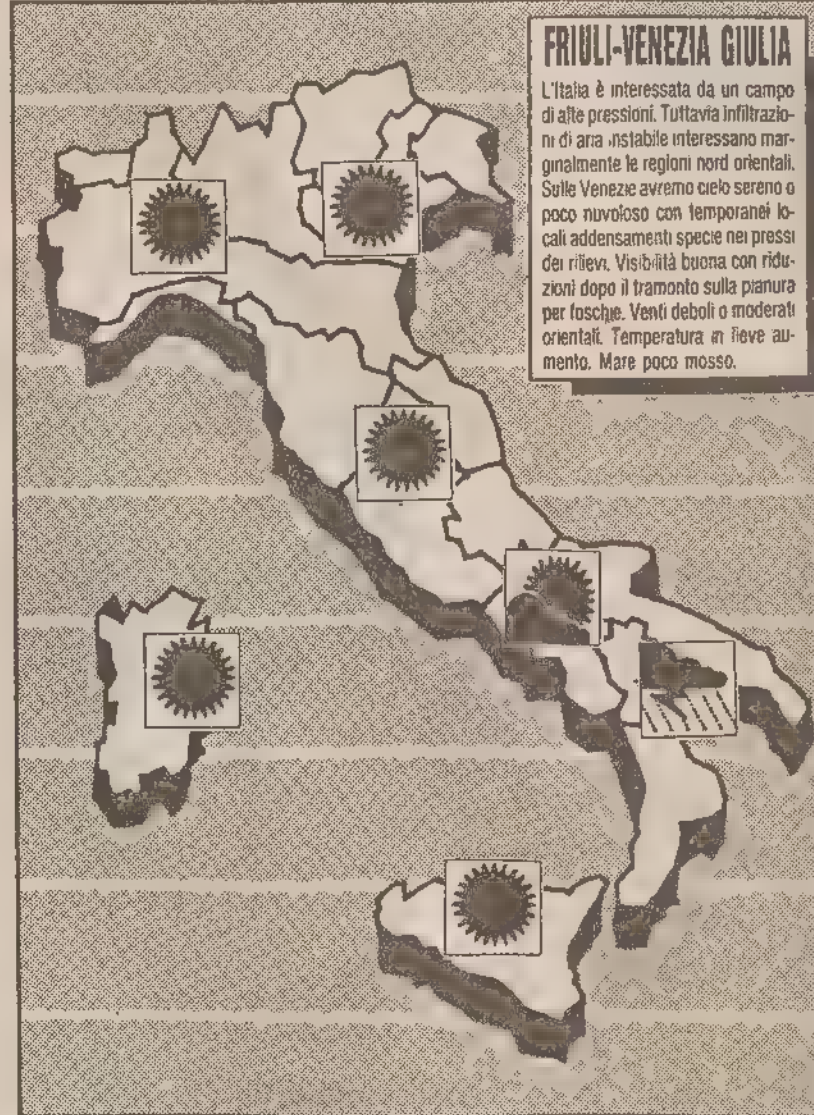 FRIULI-VENEZIA GIULIA
L'Italia è interessata da un campo
di alte pressioni. Tuttavia infiltrazio-
ni di aria instabile interessano mar-
ginalmente le regioni nord orientali.
Sulle Venezie avremo cielo sereno o
poco nuvoloso con temporanei lo-
cali addensamenti specie nei pressi
dei rilievi. Visibilità buona con ridu-
zioni dopo il tramonto sulla pianura
per foschie. Venti deboli o moderati
orientali. Temperatura in lieve au-
mento. Mare poco mosso.